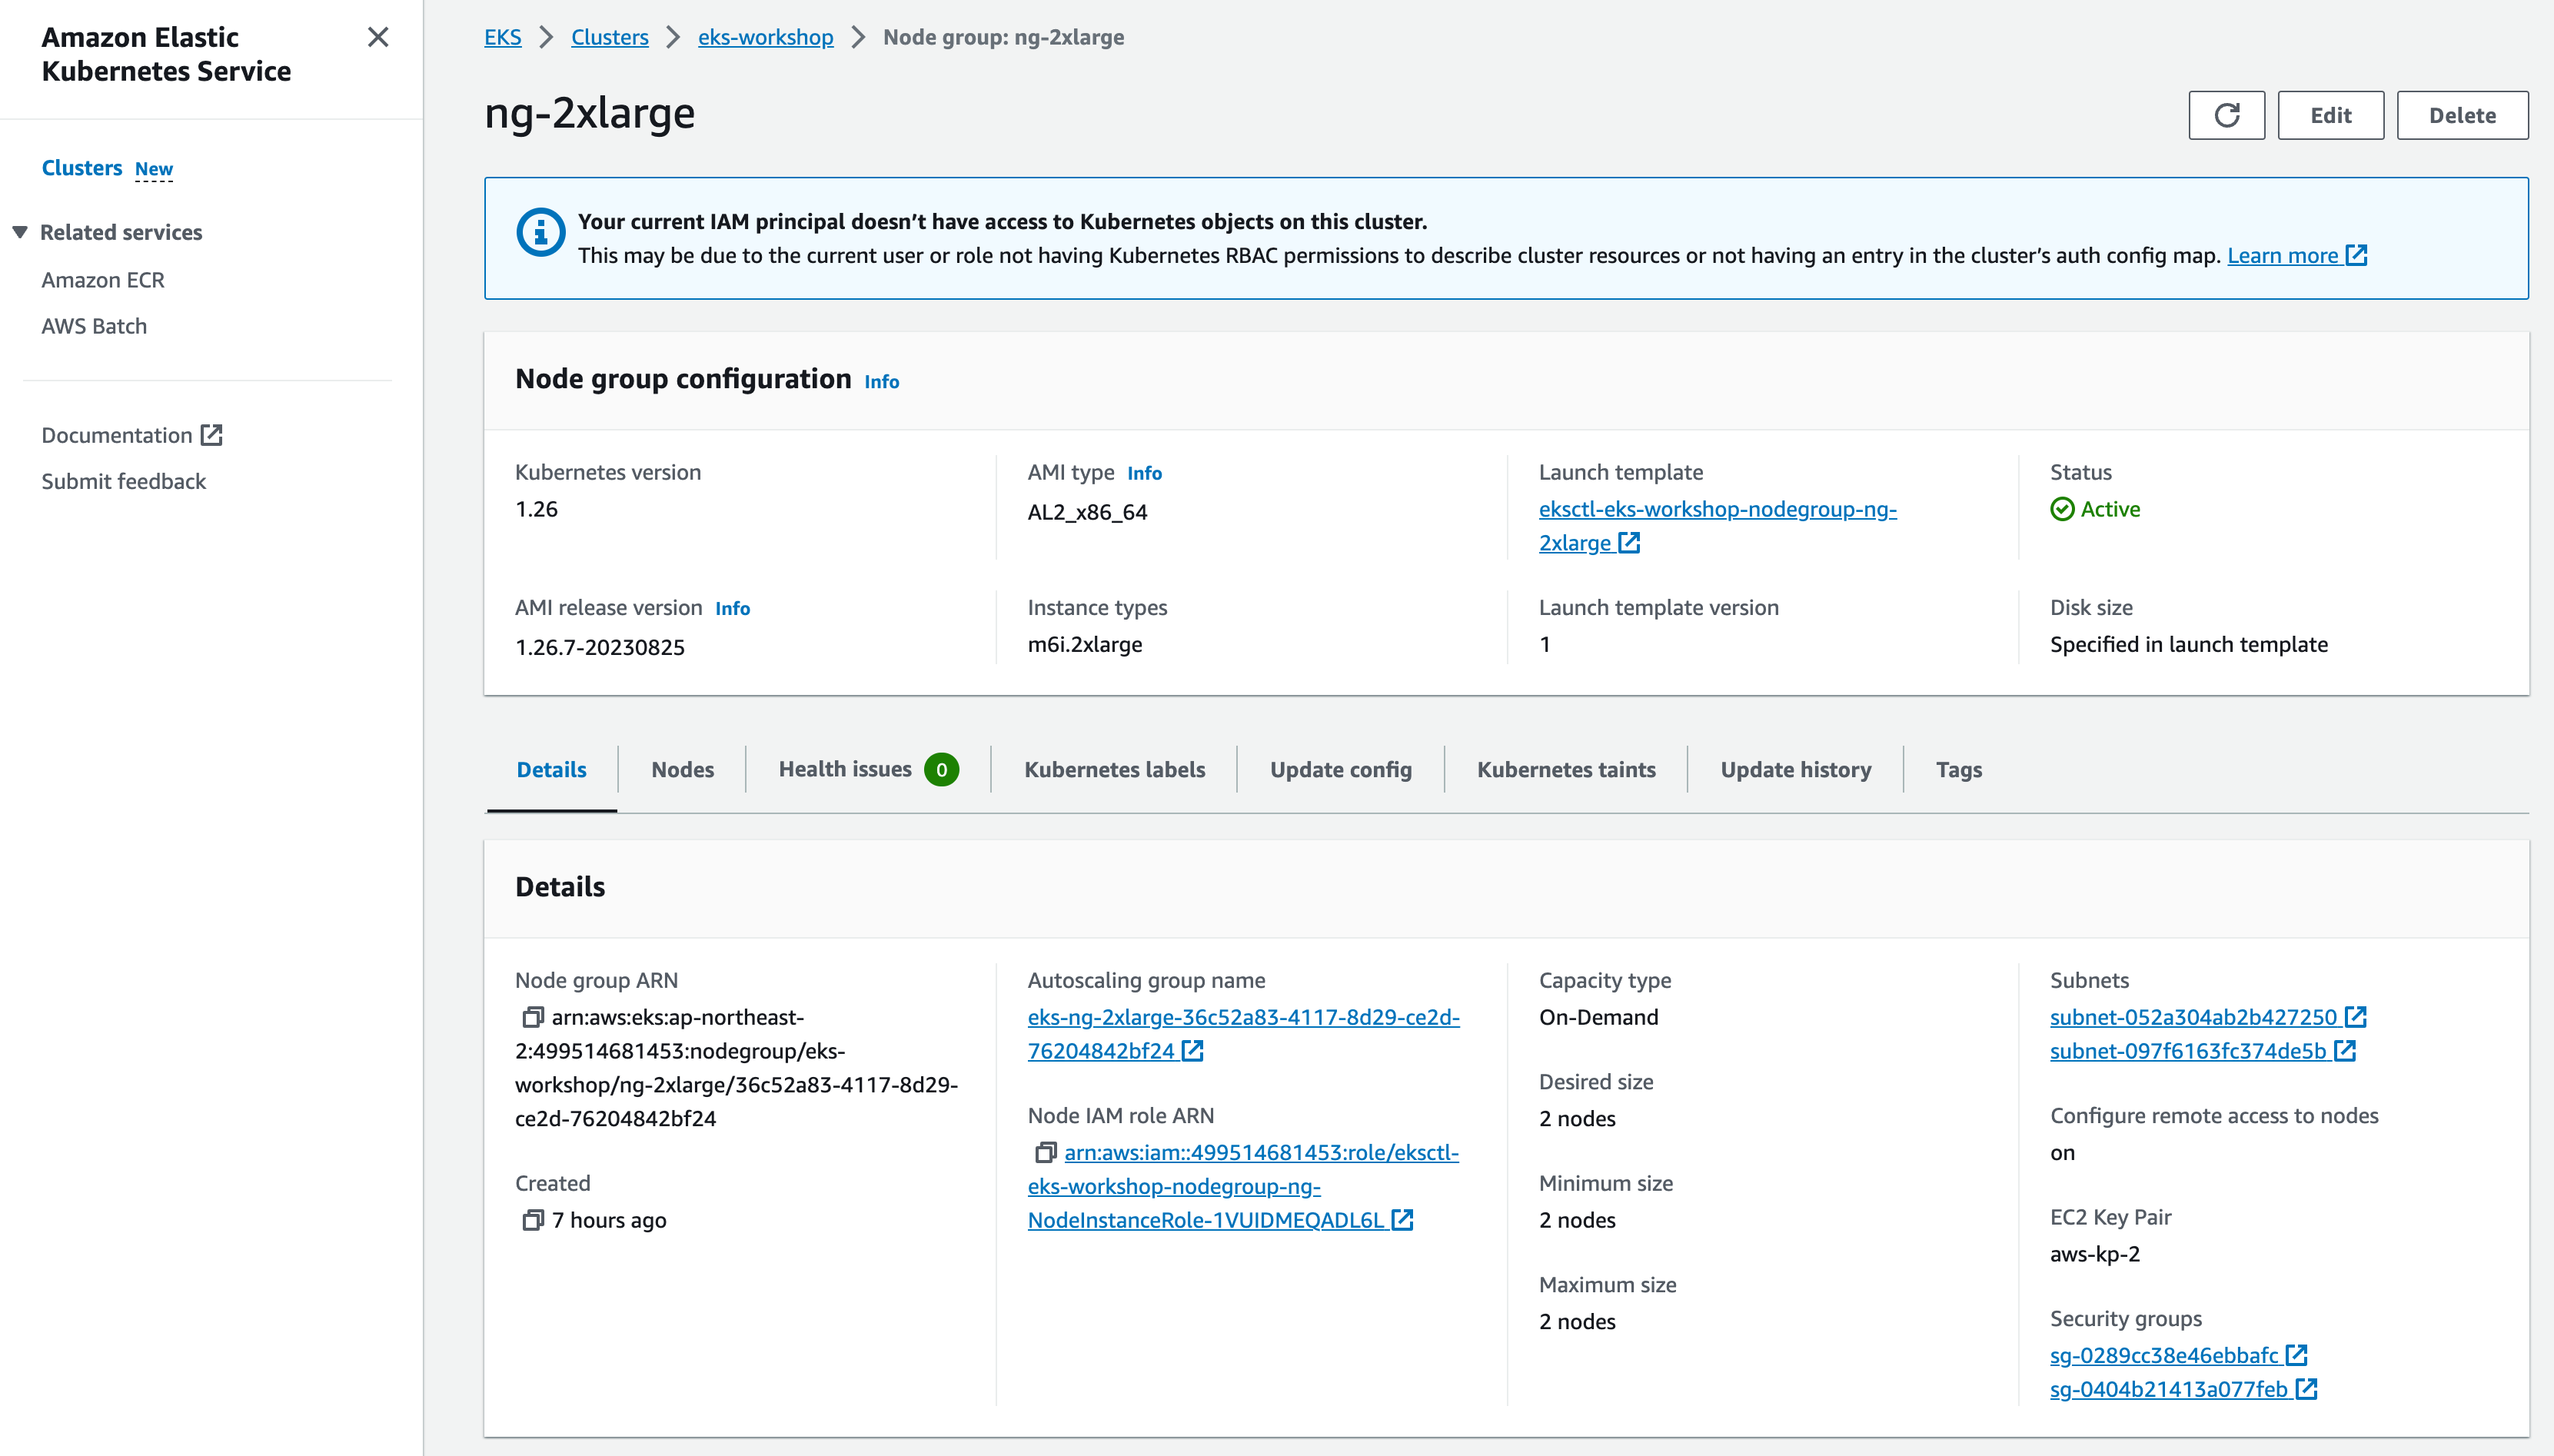 Amazon Elastic
Kubernetes Service
Clusters New
Related services
Amazon ECR
AWS Batch
Documentation
Submit feedback
EKS
Clusters
eks-workshop
Node group: ng-2xlarge
ng-2xlarge
Edit
Delete
Your current IAM principal doesn’t have access to Kubernetes objects on this cluster.
This may be due to the current user or role not having Kubernetes RBAC permissions to describe cluster resources or not having an entry in the cluster’s auth config map. Learn more
Node group configuration Info
Kubernetes version
1.26
AMI type Info
AL2_x86_64
Launch template
eksctl-eks-workshop-nodegroup-ng-
2xlarge
Status
Active
AMI release version Info
1.26.7-20230825
Instance types
m6i.2xlarge
Launch template version
1
Disk size
Specified in launch template
Details
Nodes
Health issues 0
Kubernetes labels
Update config
Kubernetes taints
Update history
Tags
Details
Node group ARN
arn:aws:eks:ap-northeast-
2:499514681453:nodegroup/eks-
workshop/ng-2xlarge/36c52a83-4117-8d29-
ce2d-76204842bf24
Created
7 hours ago
Autoscaling group name
eks-ng-2xlarge-36c52a83-4117-8d29-ce2d-
76204842bf24
Node IAM role ARN
arn:aws:iam::499514681453:role/eksctl-
eks-workshop-nodegroup-ng-
NodeInstanceRole-1VUIDMEQADL6L
Capacity type
On-Demand
Desired size
2 nodes
Minimum size
2 nodes
Maximum size
2 nodes
Subnets
subnet-052a304ab2b427250
subnet-097f6163fc374de5b
Configure remote access to nodes
on
EC2 Key Pair
aws-kp-2
Security groups
sg-0289cc38e46ebbafc
sg-0404b21413a077feb